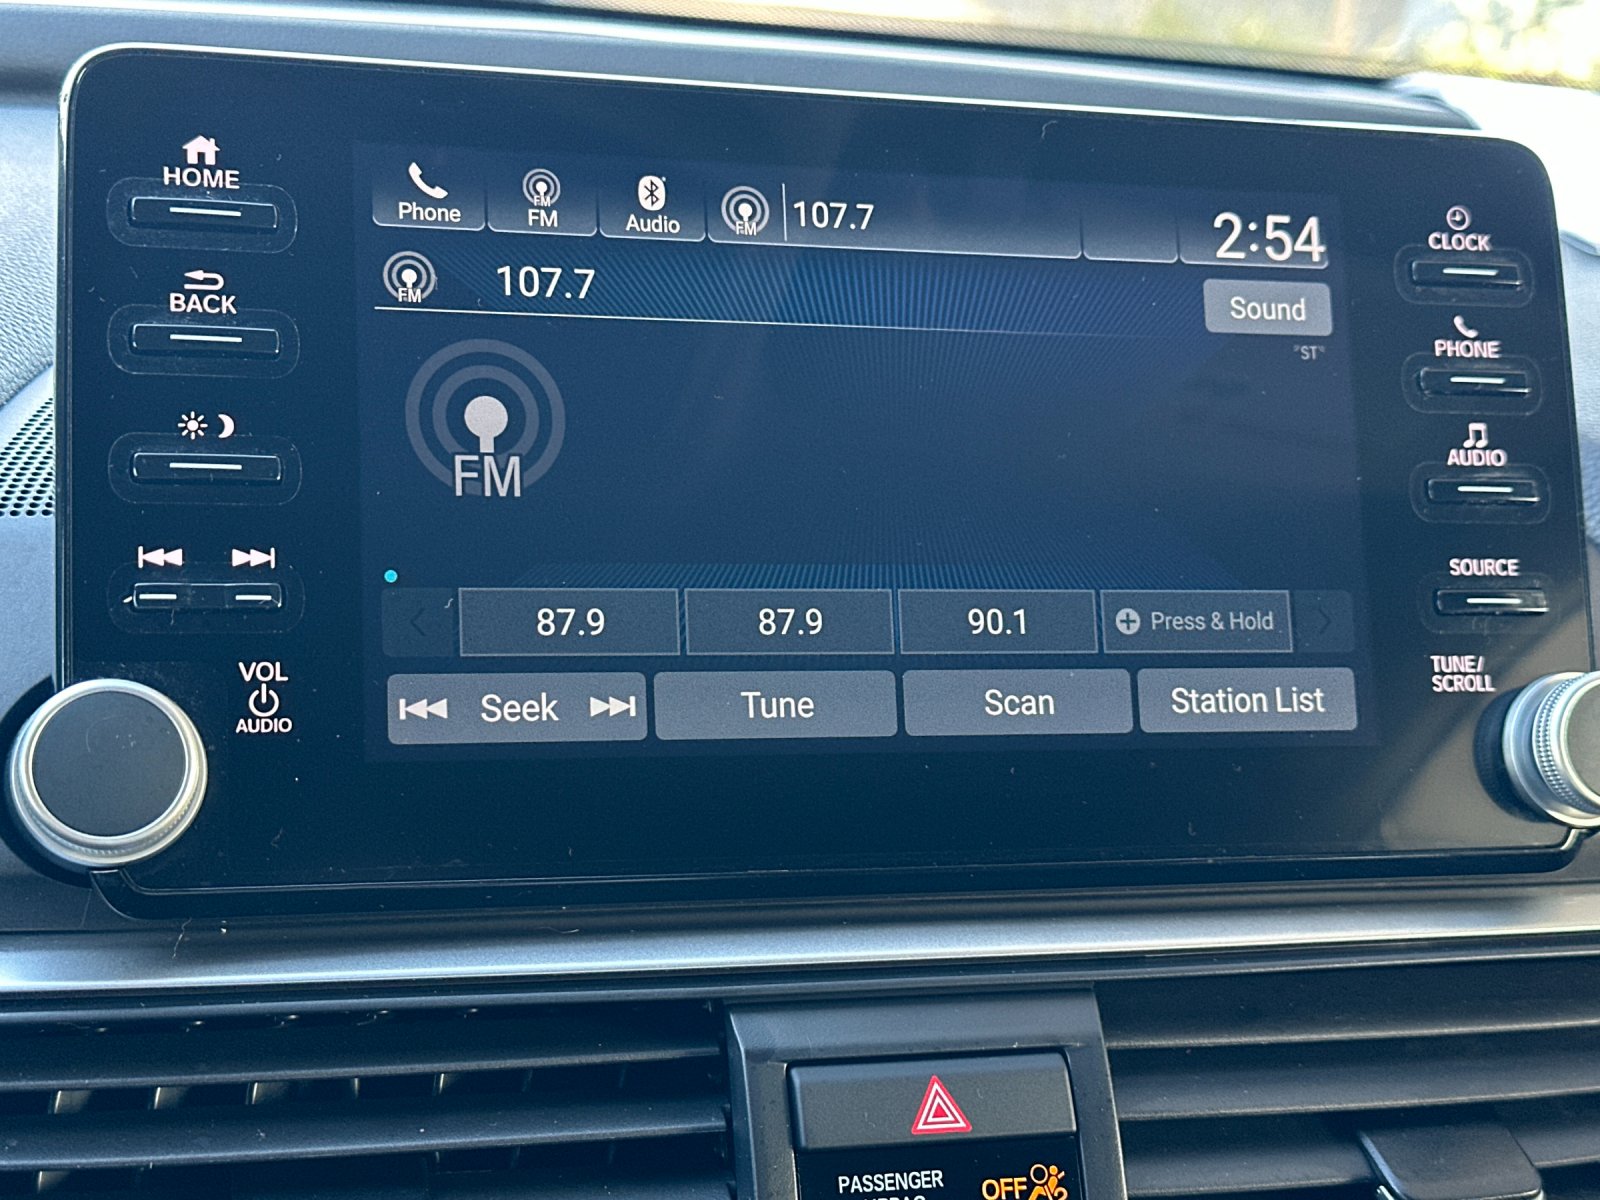 HOME
BACK
VOL
AUDIO
Phone
FM
FM
Audio
FM
107.7
2:54
FM
107.7
Sound
"ST"
FM
87.9
87.9
90.1
Press & Hold
Seek
Tune
Scan
Station List
CLOCK
PHONE
AUDIO
SOURCE
TUNE/
SCROLL
PASSENGER
OFF